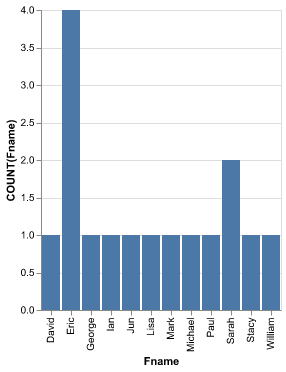 4.0
3.5
3.0
2.5
2.0
1.5
1.0
0.5
0.0
COUNT(Fname)
David
Eric
George
Ian
Jun
Lisa
Mark
Michael
Paul
Sarah
Stacy
William
Fname